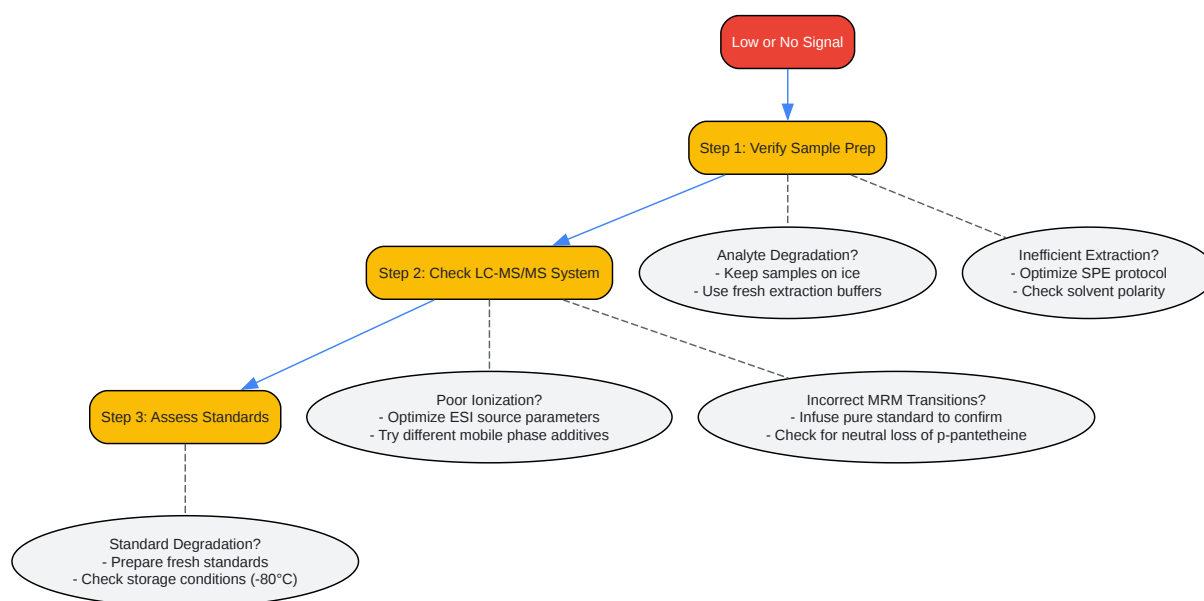 Low or No Signal
Step 1: Verify Sample Prep
Analyte Degradation?
- Keep samples on ice
- Use fresh extraction buffers
Inefficient Extraction?
- Optimize SPE protocol
- Check solvent polarity
Step 2: Check LC-MS/MS System
Poor Ionization?
- Optimize ESI source parameters
- Try different mobile phase additives
Incorrect MRM Transitions?
- Infuse pure standard to confirm
- Check for neutral loss of p-pantetheine
Step 3: Assess Standards
Standard Degradation?
- Prepare fresh standards
- Check storage conditions (-80°C)